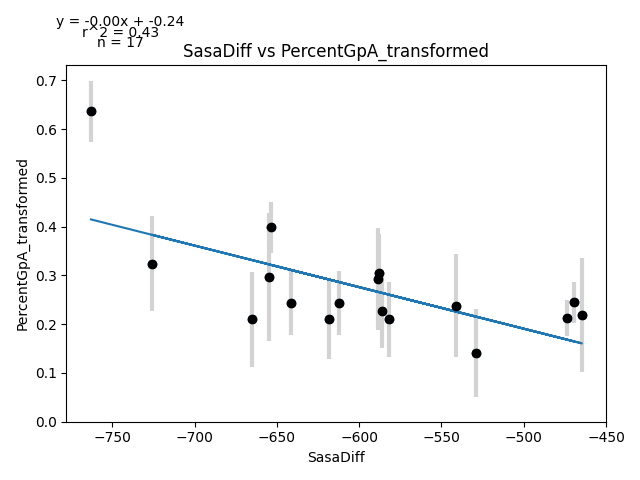 y = -0.00x + -0.24
r^2 = 0.43
n = 17
SasaDiff vs PercentGpA_transformed
PercentGpA_transformed
0.7
0.6
0.5
0.4
0.3
0.2
0.1
0.0
−750
−700
−650
−600
−550
−500
−450
SasaDiff